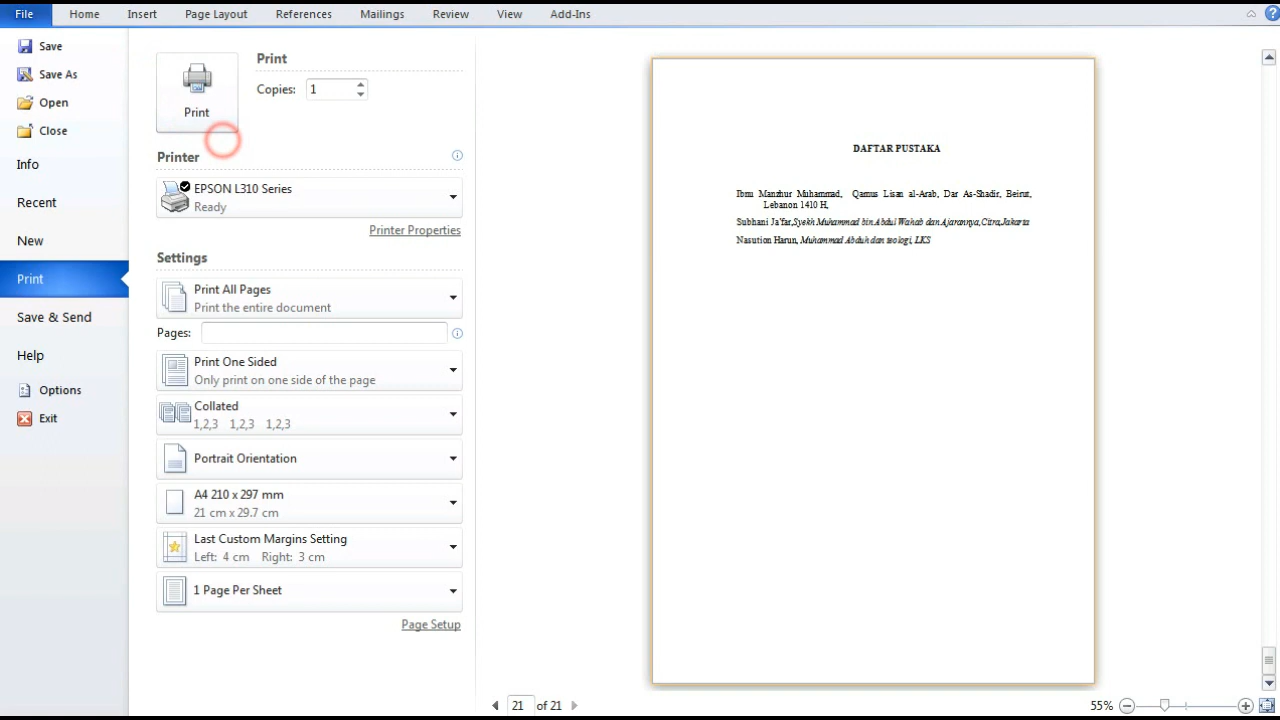 File Home Insert Page Layout References Mailings Review View Add-Ins
Save
Save As
Open
Close
Info
Recent
New
Print
Save & Send
Help
Options
Exit
Print
Print
Copies: 1
Printer
EPSON L310 Series
Ready
Printer Properties
Settings
Print All Pages
Print the entire document
Pages:
Print One Sided
Only print on one side of the page
Collated
1,2,3 1,2,3 1,2,3
Portrait Orientation
A4 210 x 297 mm
21 cm x 29.7 cm
Last Custom Margins Setting
Left: 4 cm Right: 3 cm
1 Page Per Sheet
Page Setup
DAFTAR PUSTAKA
Ibnu Manzhur Muhammad, Qamus Lisan al-Arab, Dar As-Shadir, Beirut,
Lebanon 1410 H,
Subhani Ja'far,Syekh Muhammad bin Abdul Wahab dan Ajarannya,Citra,Jakarta
Nasution Harun, Muhammad Abduh dan teologi, LKS
21 of 21
55%